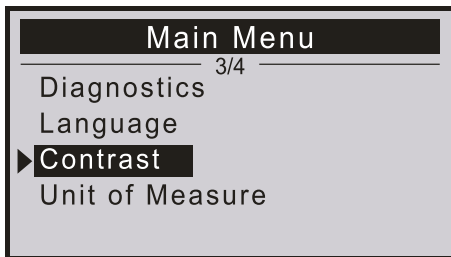 Main Menu
3/4
Diagnostics
Language
Contrast
Unit of Measure